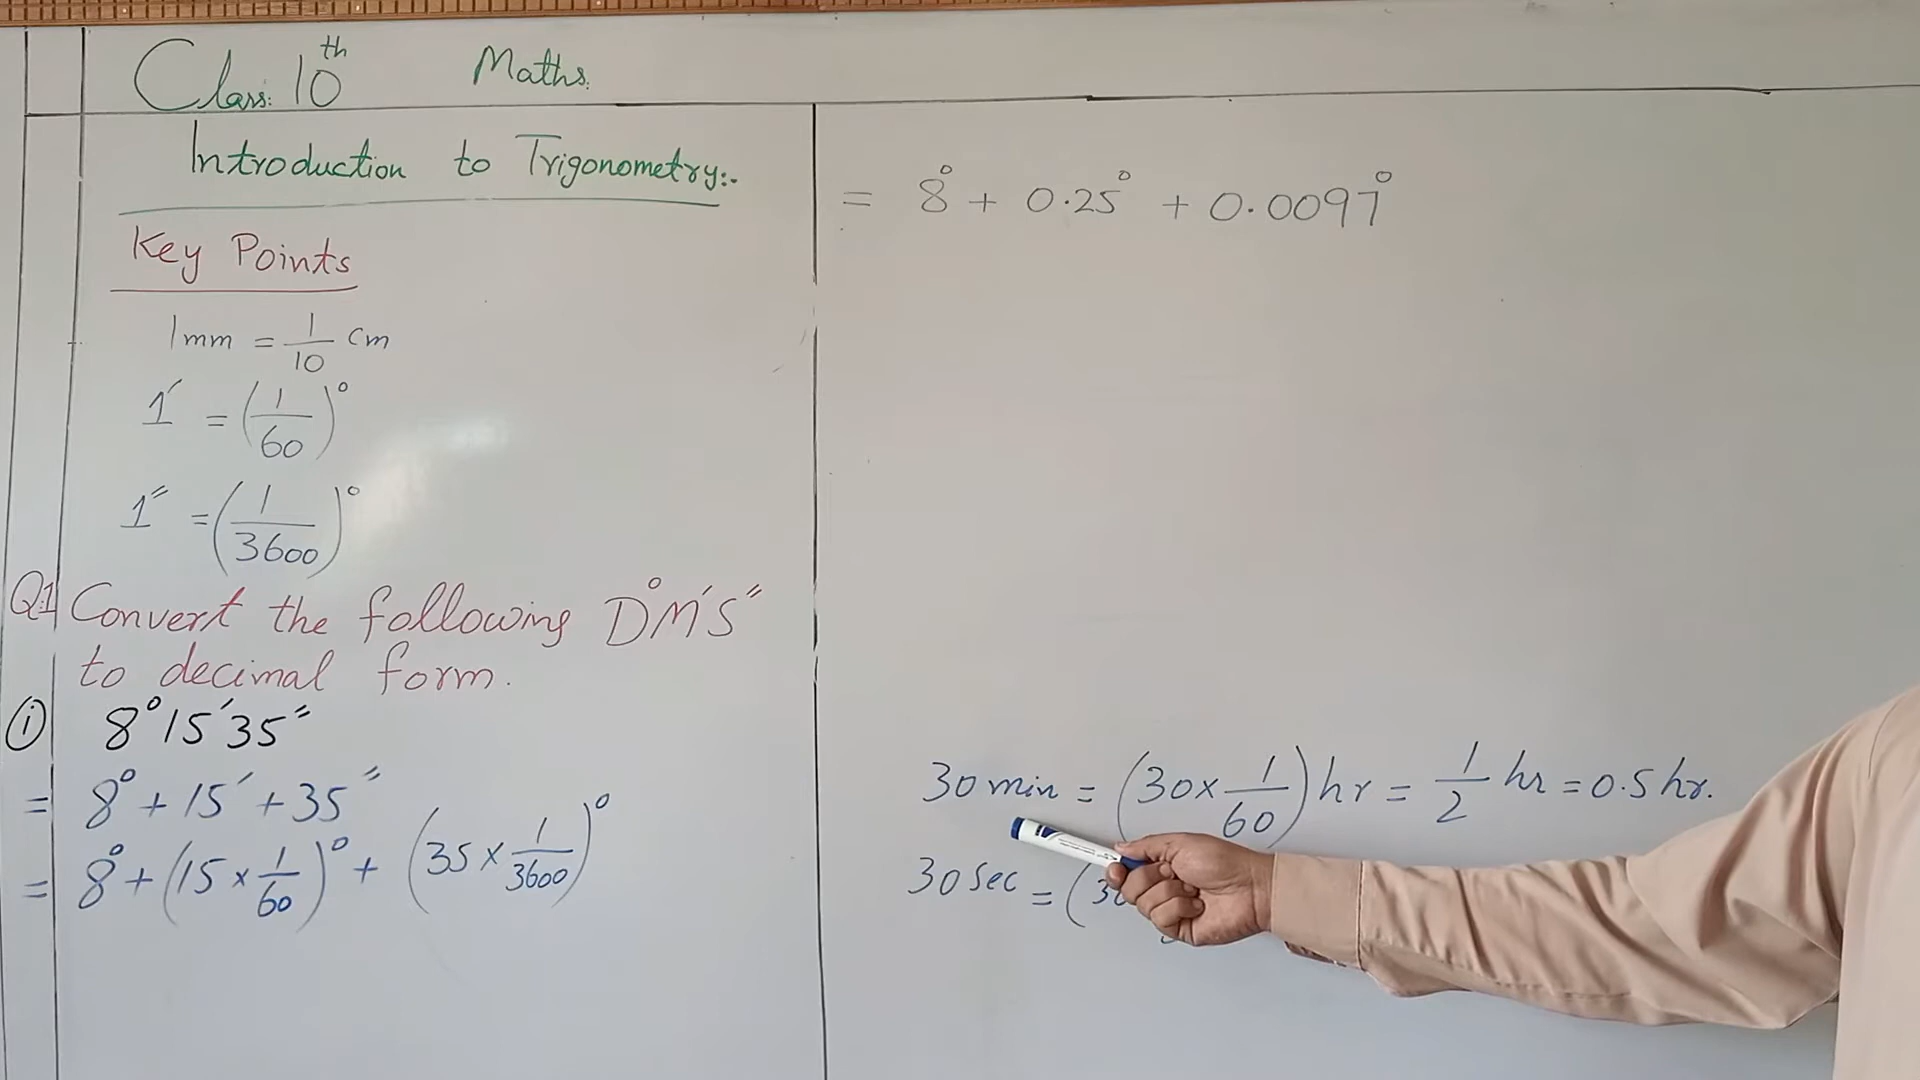 Class: 10th Maths.
Introduction to Trigonometry:-
Key Points
1mm = 1/10 cm
1′ = (1/60)°
1″ = (1/3600)°
Q:1 Convert the following D°M′S″
to decimal form.
(i) 8°15′35″
= 8° + 15′ + 35″
= 8° + (15 × 1/60)° + (35 × 1/3600)°
= 8° + 0.25° + 0.0097°
30 min = (30 × 1/60) hr = 1/2 hr = 0.5 hr.
30 Sec = (